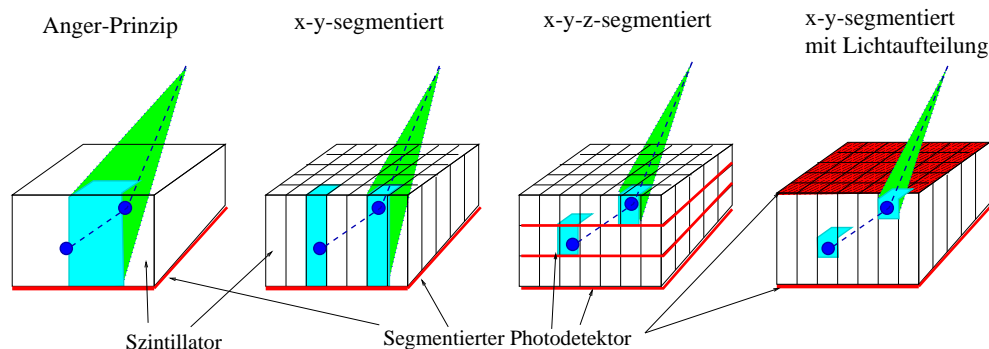 Anger-Prinzip
x-y-segmentiert
x-y-z-segmentiert
x-y-segmentiert
mit Lichtaufteilung
Szintillator
Segmentierter Photodetektor